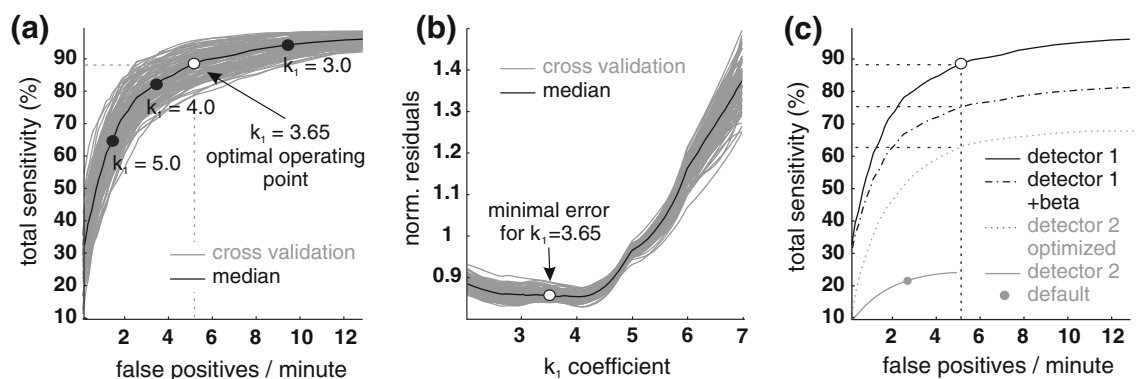 (a)
total sensitivity (%)
90
80
70
60
50
40
30
20
10
k₁ = 3.0
k₁ = 4.0
k₁ = 3.65
optimal operating
point
k₁ = 5.0
cross validation
median
2 4 6 8 10 12
false positives / minute
(b)
norm. residuals
1.4
1.3
1.2
1.1
1
0.9
cross validation
median
minimal error
for k₁=3.65
3 4 5 6 7
k₁ coefficient
(c)
total sensitivity (%)
90
80
70
60
50
40
30
20
10
detector 1
detector 1
+beta
detector 2
optimized
detector 2
default
2 4 6 8 10 12
false positives / minute